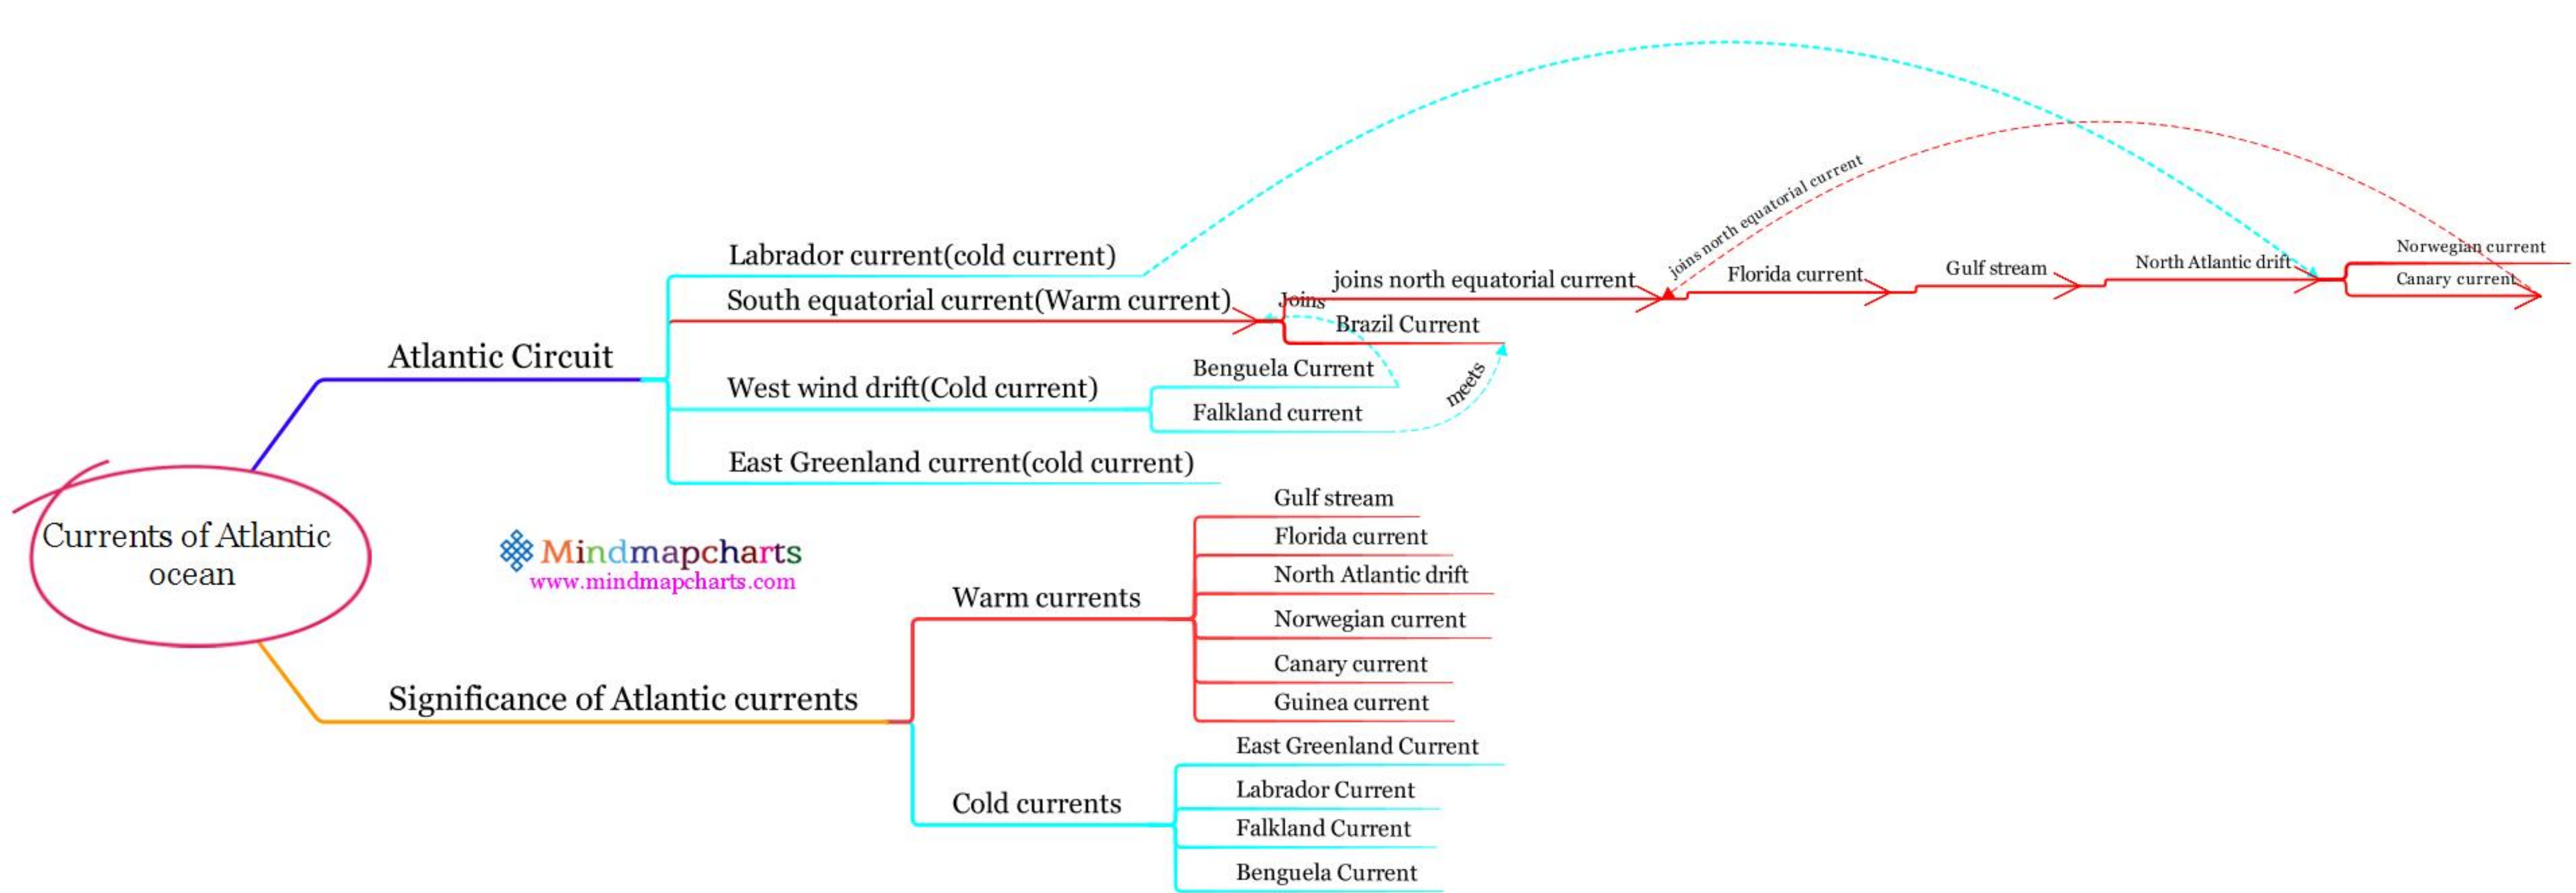 Currents of Atlantic
ocean
Atlantic Circuit
Labrador current(cold current)
South equatorial current(Warm current)
Joins
joins north equatorial current
joins north equatorial current
Florida current
Gulf stream
North Atlantic drift
Norwegian current
Canary current
Brazil Current
West wind drift(Cold current)
Benguela Current
Falkland current
meets
East Greenland current(cold current)
Mindmapcharts
www.mindmapcharts.com
Significance of Atlantic currents
Warm currents
Gulf stream
Florida current
North Atlantic drift
Norwegian current
Canary current
Guinea current
Cold currents
East Greenland Current
Labrador Current
Falkland Current
Benguela Current